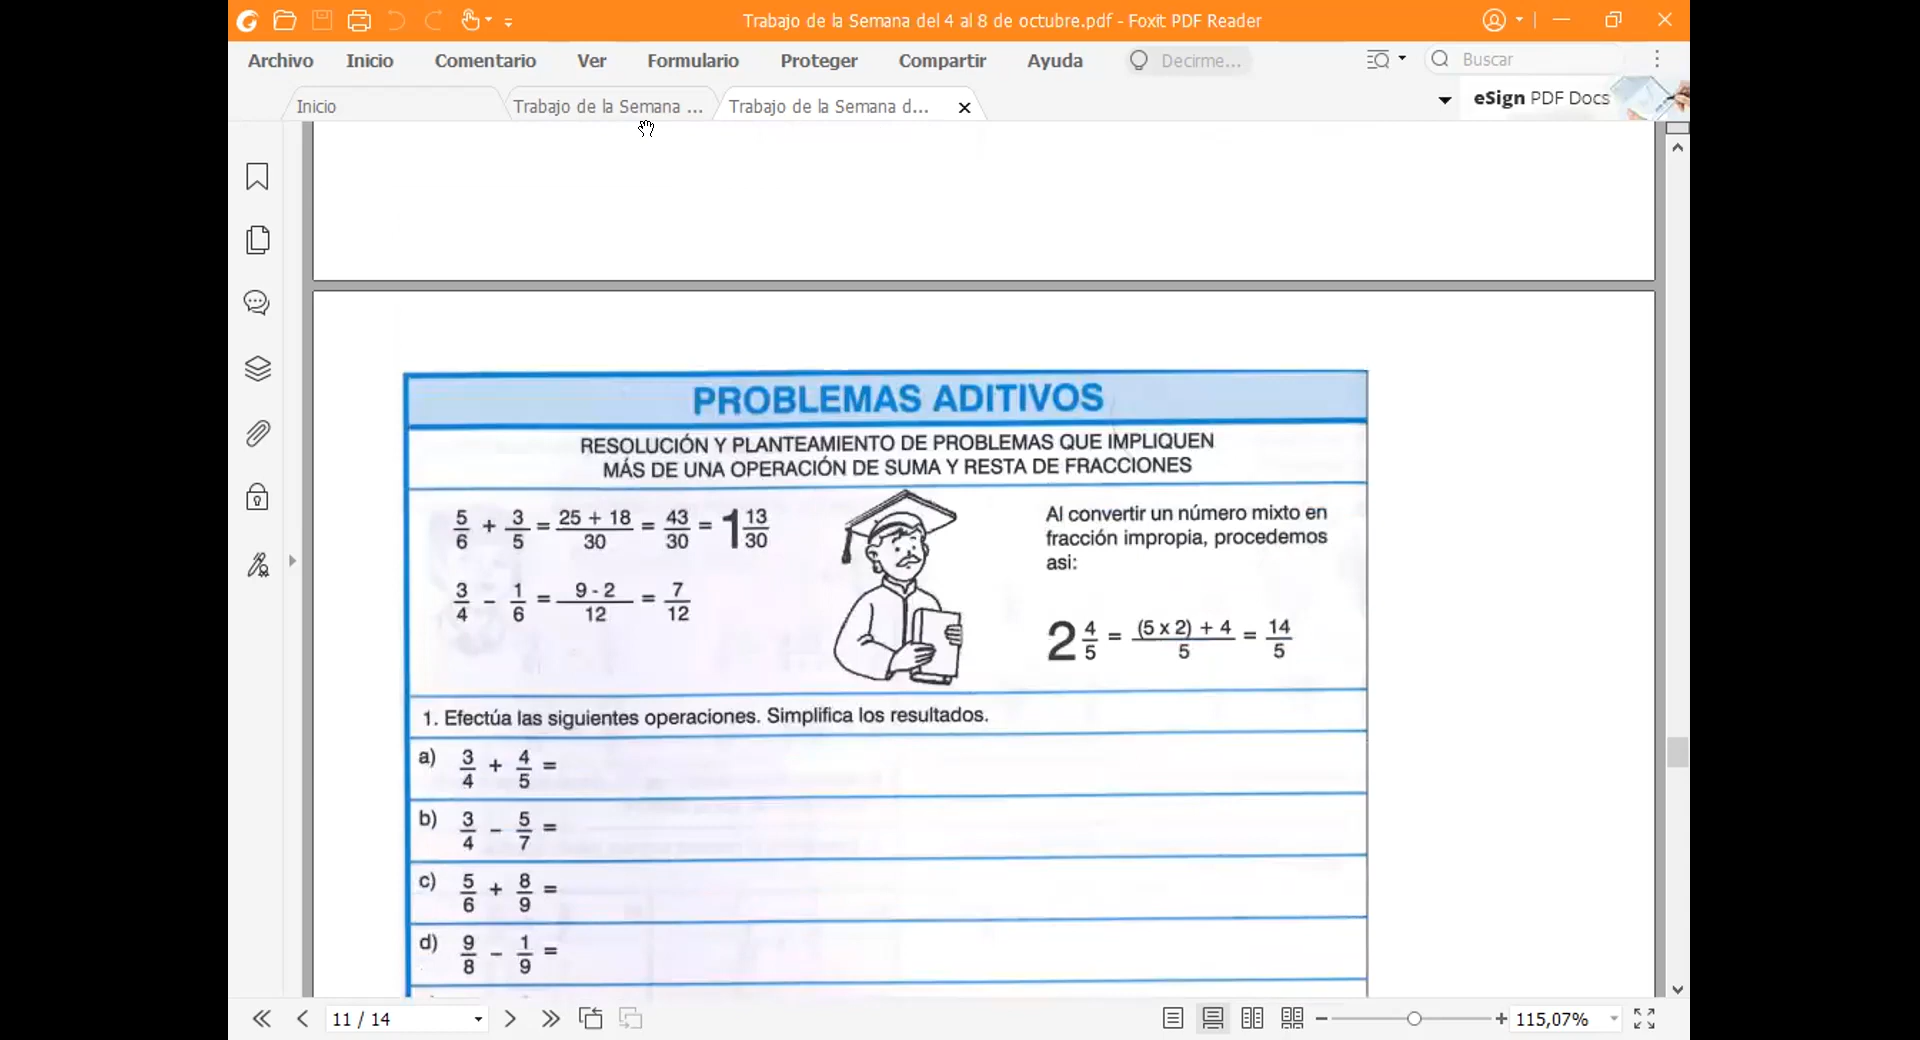 Trabajo de la Semana del 4 al 8 de octubre.pdf - Foxit PDF Reader
Archivo Inicio Comentario Ver Formulario Proteger Compartir Ayuda Decirme... Buscar
Inicio Trabajo de la Semana ... Trabajo de la Semana d... eSign PDF Docs
PROBLEMAS ADITIVOS
RESOLUCIÓN Y PLANTEAMIENTO DE PROBLEMAS QUE IMPLIQUEN
MÁS DE UNA OPERACIÓN DE SUMA Y RESTA DE FRACCIONES
5/6 + 3/5 = 25 + 18/30 = 43/30 = 1 13/30
3/4 - 1/6 = 9 - 2/12 = 7/12
Al convertir un número mixto en
fracción impropia, procedemos
asi:
2 4/5 = (5 x 2) + 4/5 = 14/5
1. Efectúa las siguientes operaciones. Simplifica los resultados.
a) 3/4 + 4/5 =
b) 3/4 - 5/7 =
c) 5/6 + 8/9 =
d) 9/8 - 1/9 =
11 / 14 115,07%